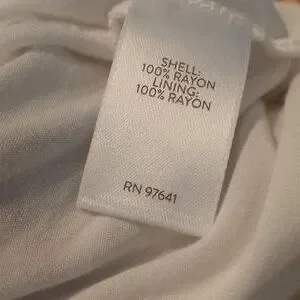 SHELL:
100% RAYON
LINING:
100% RAYON
RN 97641